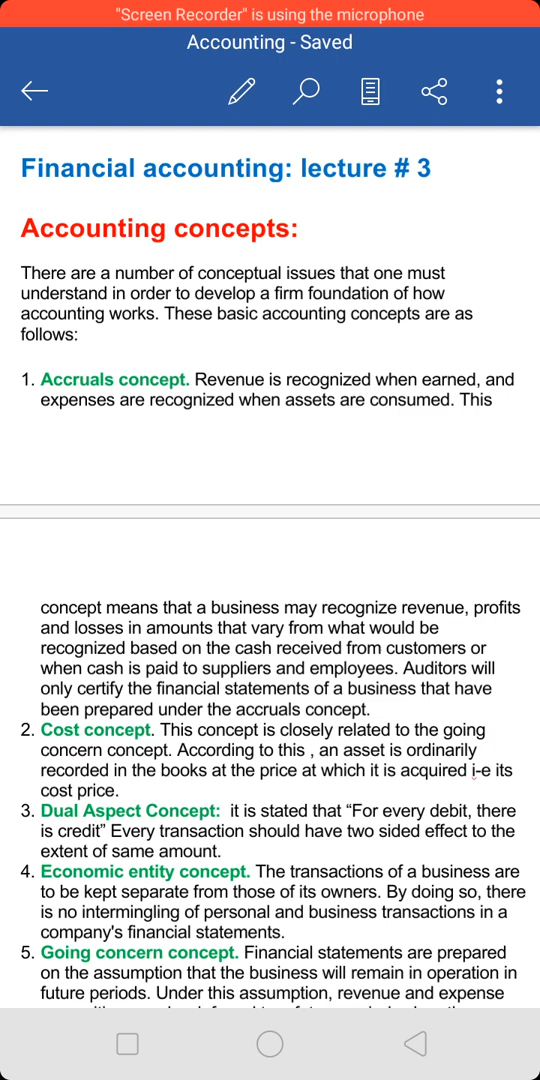 "Screen Recorder" is using the microphone
Accounting - Saved
Financial accounting: lecture # 3
Accounting concepts:
There are a number of conceptual issues that one must
understand in order to develop a firm foundation of how
accounting works. These basic accounting concepts are as
follows:
1. Accruals concept. Revenue is recognized when earned, and
expenses are recognized when assets are consumed. This
concept means that a business may recognize revenue, profits
and losses in amounts that vary from what would be
recognized based on the cash received from customers or
when cash is paid to suppliers and employees. Auditors will
only certify the financial statements of a business that have
been prepared under the accruals concept.
2. Cost concept. This concept is closely related to the going
concern concept. According to this , an asset is ordinarily
recorded in the books at the price at which it is acquired i-e its
cost price.
3. Dual Aspect Concept: it is stated that “For every debit, there
is credit” Every transaction should have two sided effect to the
extent of same amount.
4. Economic entity concept. The transactions of a business are
to be kept separate from those of its owners. By doing so, there
is no intermingling of personal and business transactions in a
company's financial statements.
5. Going concern concept. Financial statements are prepared
on the assumption that the business will remain in operation in
future periods. Under this assumption, revenue and expense